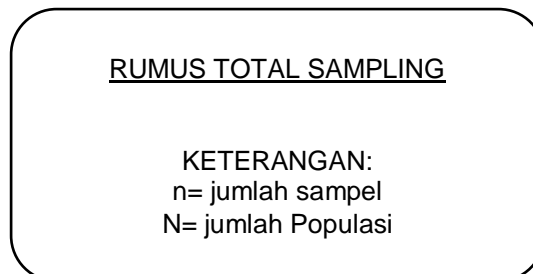 RUMUS TOTAL SAMPLING
KETERANGAN:
n= jumlah sampel
N= jumlah Populasi